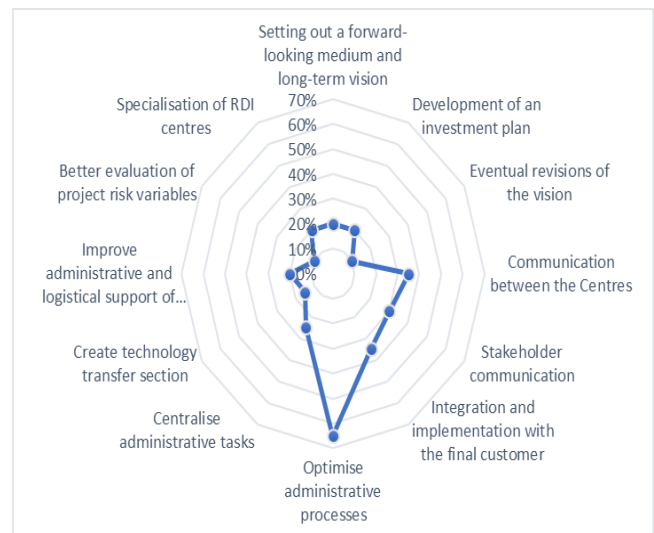 Setting out a forward-
looking medium and
long-term vision
Development of an
investment plan
Eventual revisions of
the vision
Communication
between the Centres
Stakeholder
communication
Integration and
implementation with
the final customer
Optimise
administrative
processes
Centralise
administrative tasks
Create technology
transfer section
Improve
administrative and
logistical support of...
Better evaluation of
project risk variables
Specialisation of RDI
centres
70%
60%
50%
40%
30%
20%
10%
0%